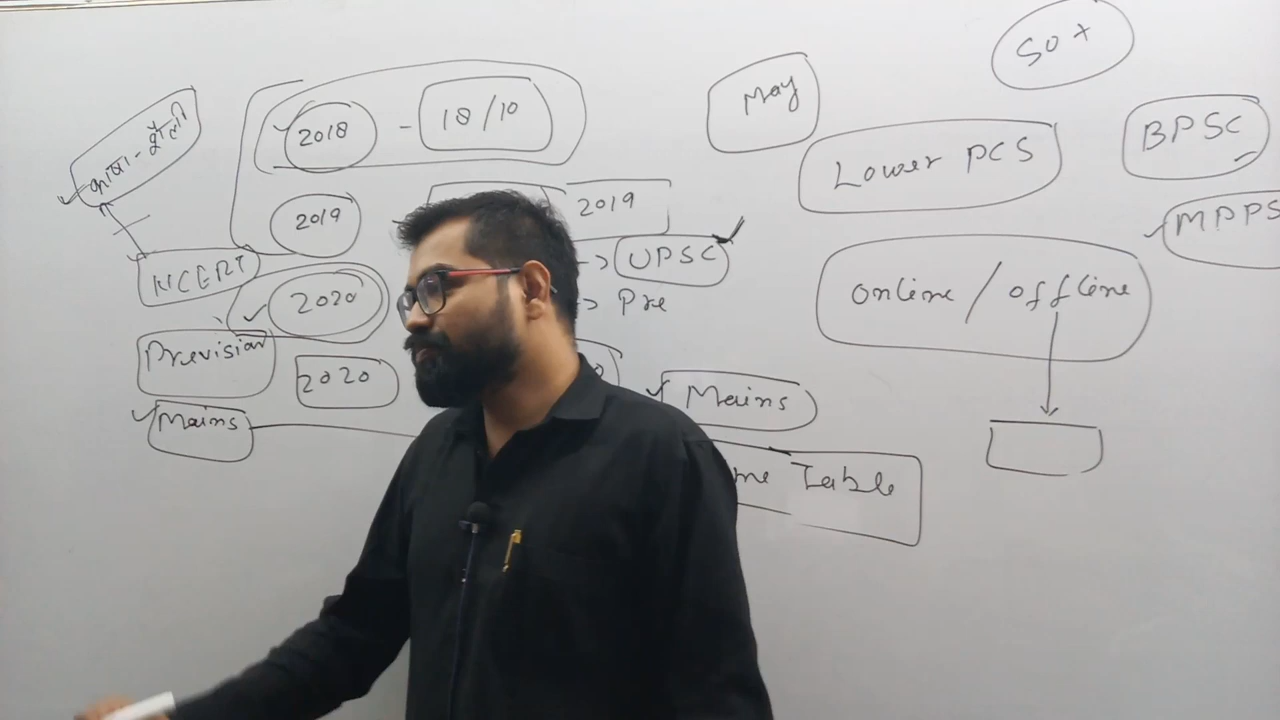 भाषा - शैली
2018 - 18/10
2019
NCERT
2020
Prevision
2020
Mains
2019
-> UPSC
-> Pre
Mains
me Table
May
50 +
Lower PCS
BPSC
MPPS
online / offline